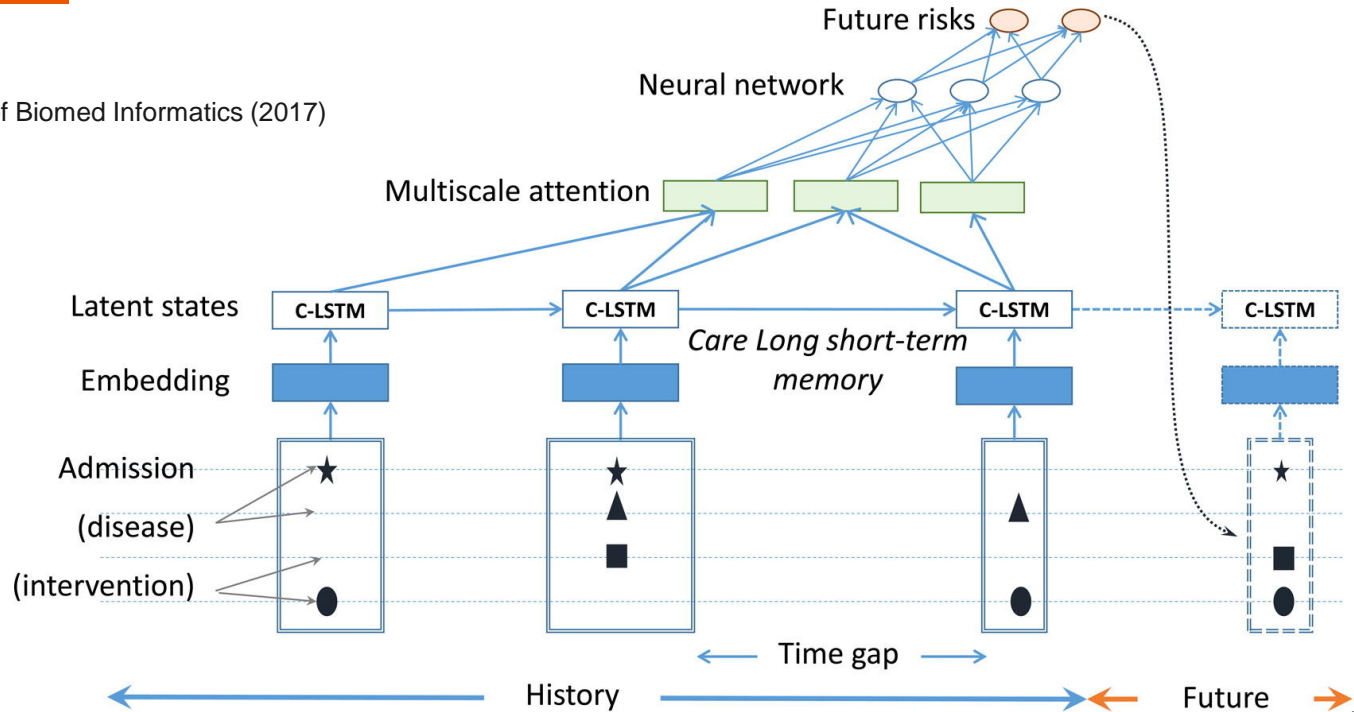 Future risks
Neural network
f Biomed Informatics (2017)
Multiscale attention
Latent states
C-LSTM
C-LSTM
C-LSTM
C-LSTM
Care Long short-term
memory
Embedding
Admission
(disease)
(intervention)
Time gap
History
Future